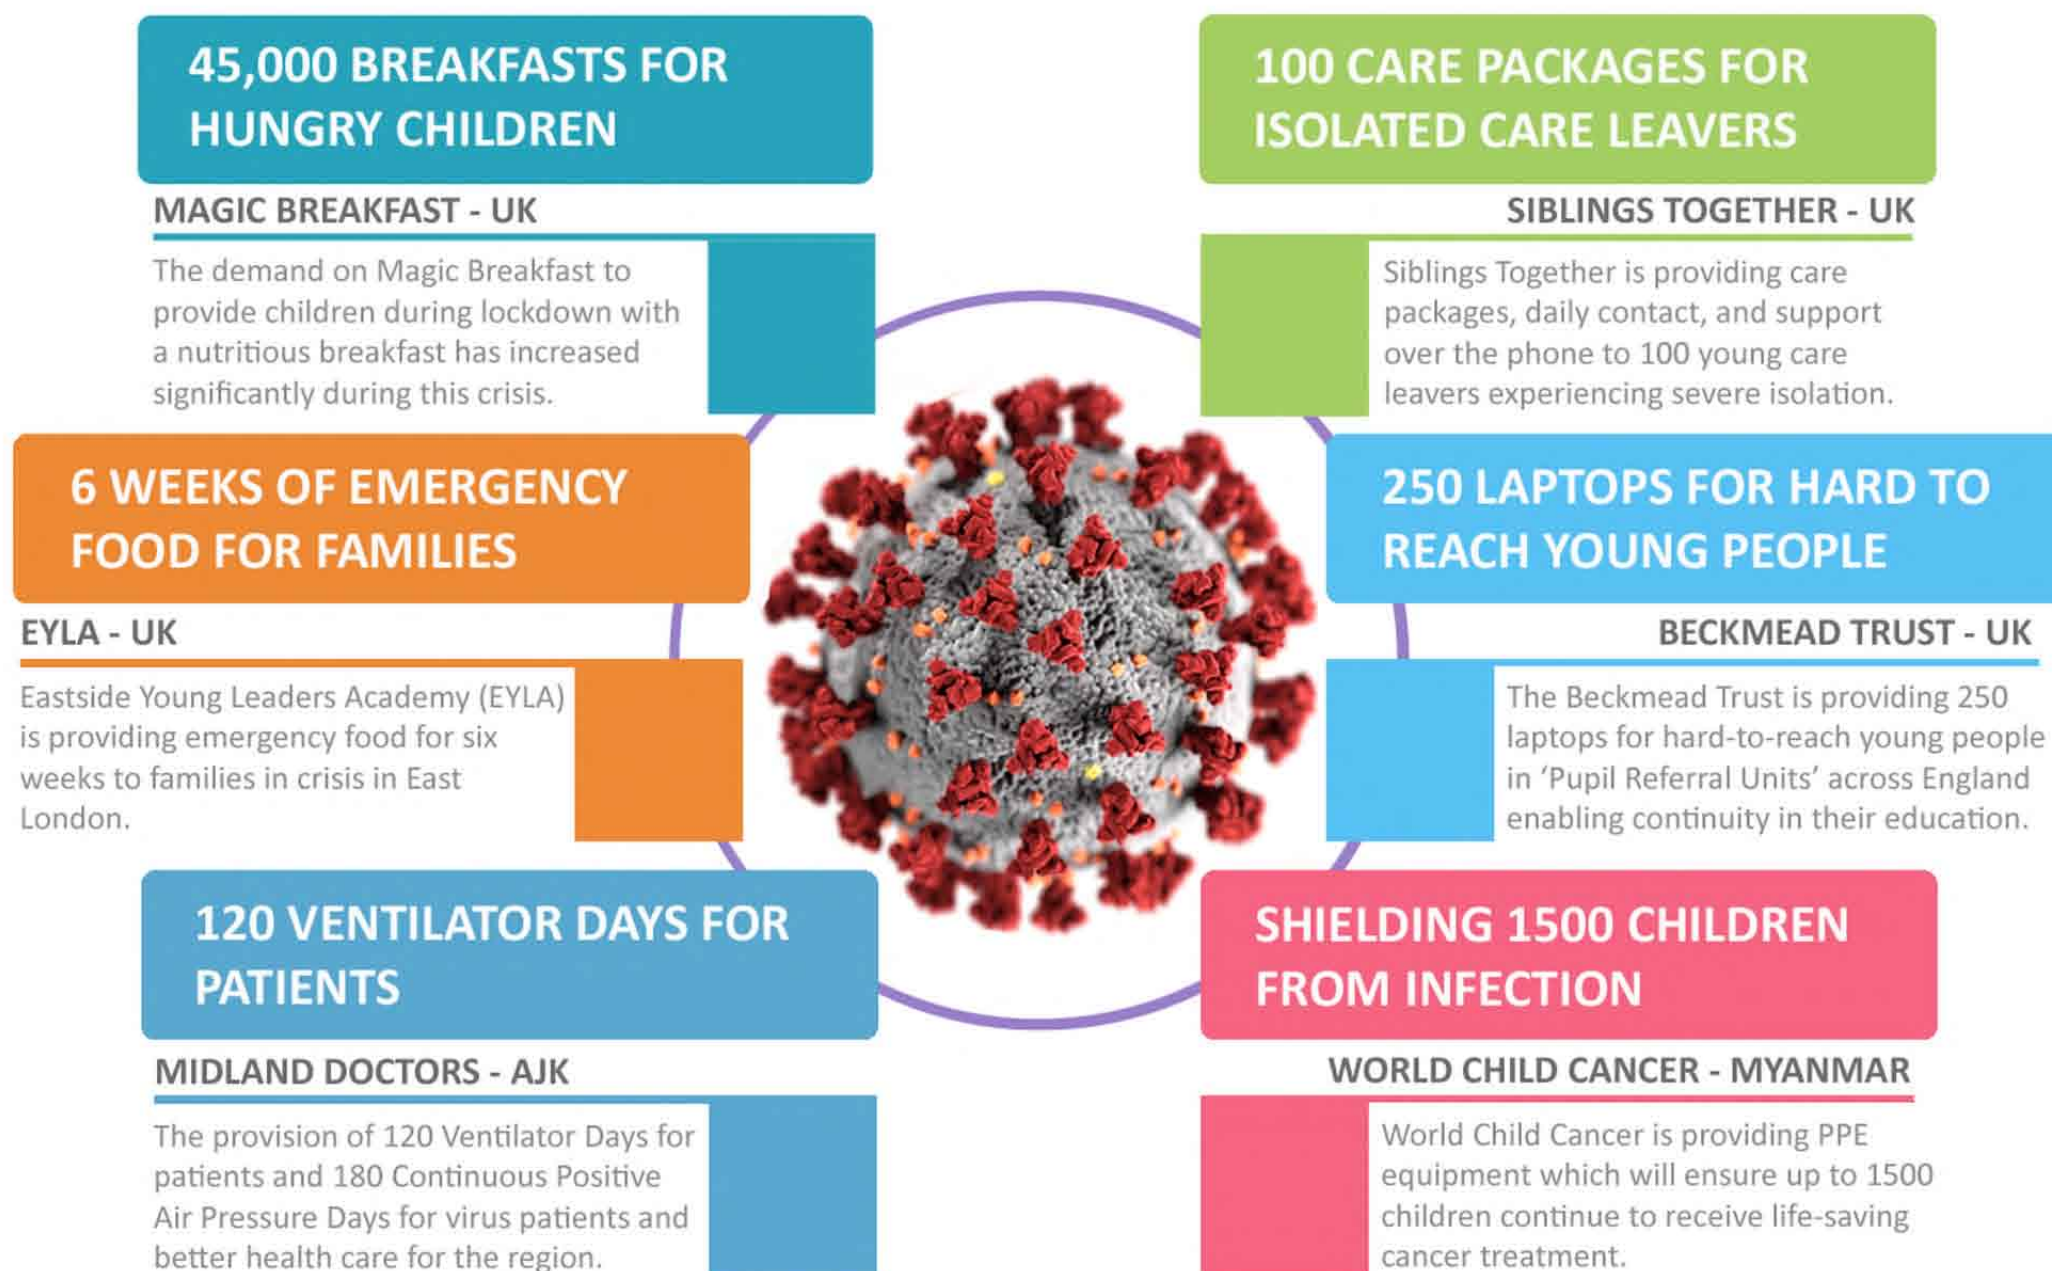 45,000 BREAKFASTS FOR
HUNGRY CHILDREN
MAGIC BREAKFAST - UK
The demand on Magic Breakfast to
provide children during lockdown with
a nutritious breakfast has increased
significantly during this crisis.
6 WEEKS OF EMERGENCY
FOOD FOR FAMILIES
EYLA - UK
Eastside Young Leaders Academy (EYLA)
is providing emergency food for six
weeks to families in crisis in East
London.
120 VENTILATOR DAYS FOR
PATIENTS
MIDLAND DOCTORS - AJK
The provision of 120 Ventilator Days for
patients and 180 Continuous Positive
Air Pressure Days for virus patients and
better health care for the region.
100 CARE PACKAGES FOR
ISOLATED CARE LEAVERS
SIBLINGS TOGETHER - UK
Siblings Together is providing care
packages, daily contact, and support
over the phone to 100 young care
leavers experiencing severe isolation.
250 LAPTOPS FOR HARD TO
REACH YOUNG PEOPLE
BECKMEAD TRUST - UK
The Beckmead Trust is providing 250
laptops for hard-to-reach young people
in ‘Pupil Referral Units’ across England
enabling continuity in their education.
SHIELDING 1500 CHILDREN
FROM INFECTION
WORLD CHILD CANCER - MYANMAR
World Child Cancer is providing PPE
equipment which will ensure up to 1500
children continue to receive life-saving
cancer treatment.